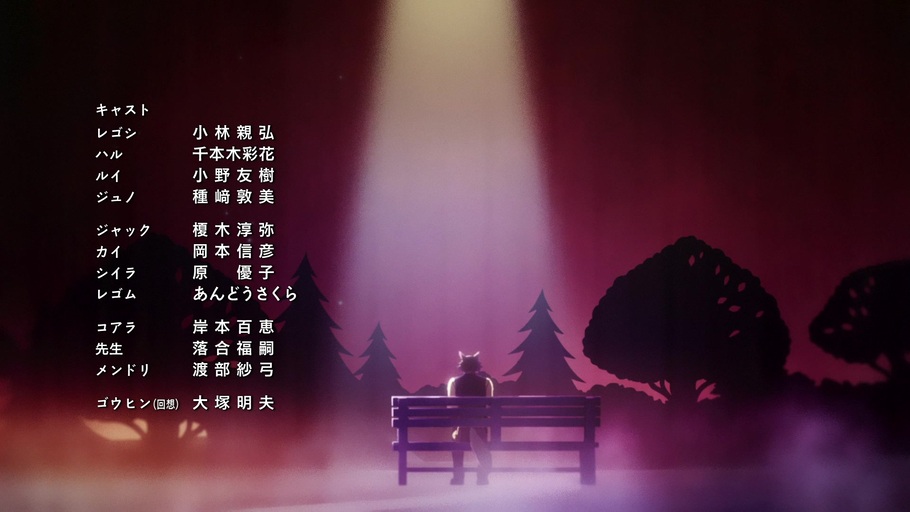 キャスト
レゴシ 小林親弘
ハル 千本木彩花
ルイ 小野友樹
ジュノ 種﨑敦美
ジャック 榎木淳弥
カイ 岡本信彦
シイラ 原優子
レゴム あんどうさくら
コアラ 岸本百恵
先生 落合福嗣
メンドリ 渡部紗弓
ゴウヒン(回想) 大塚明夫